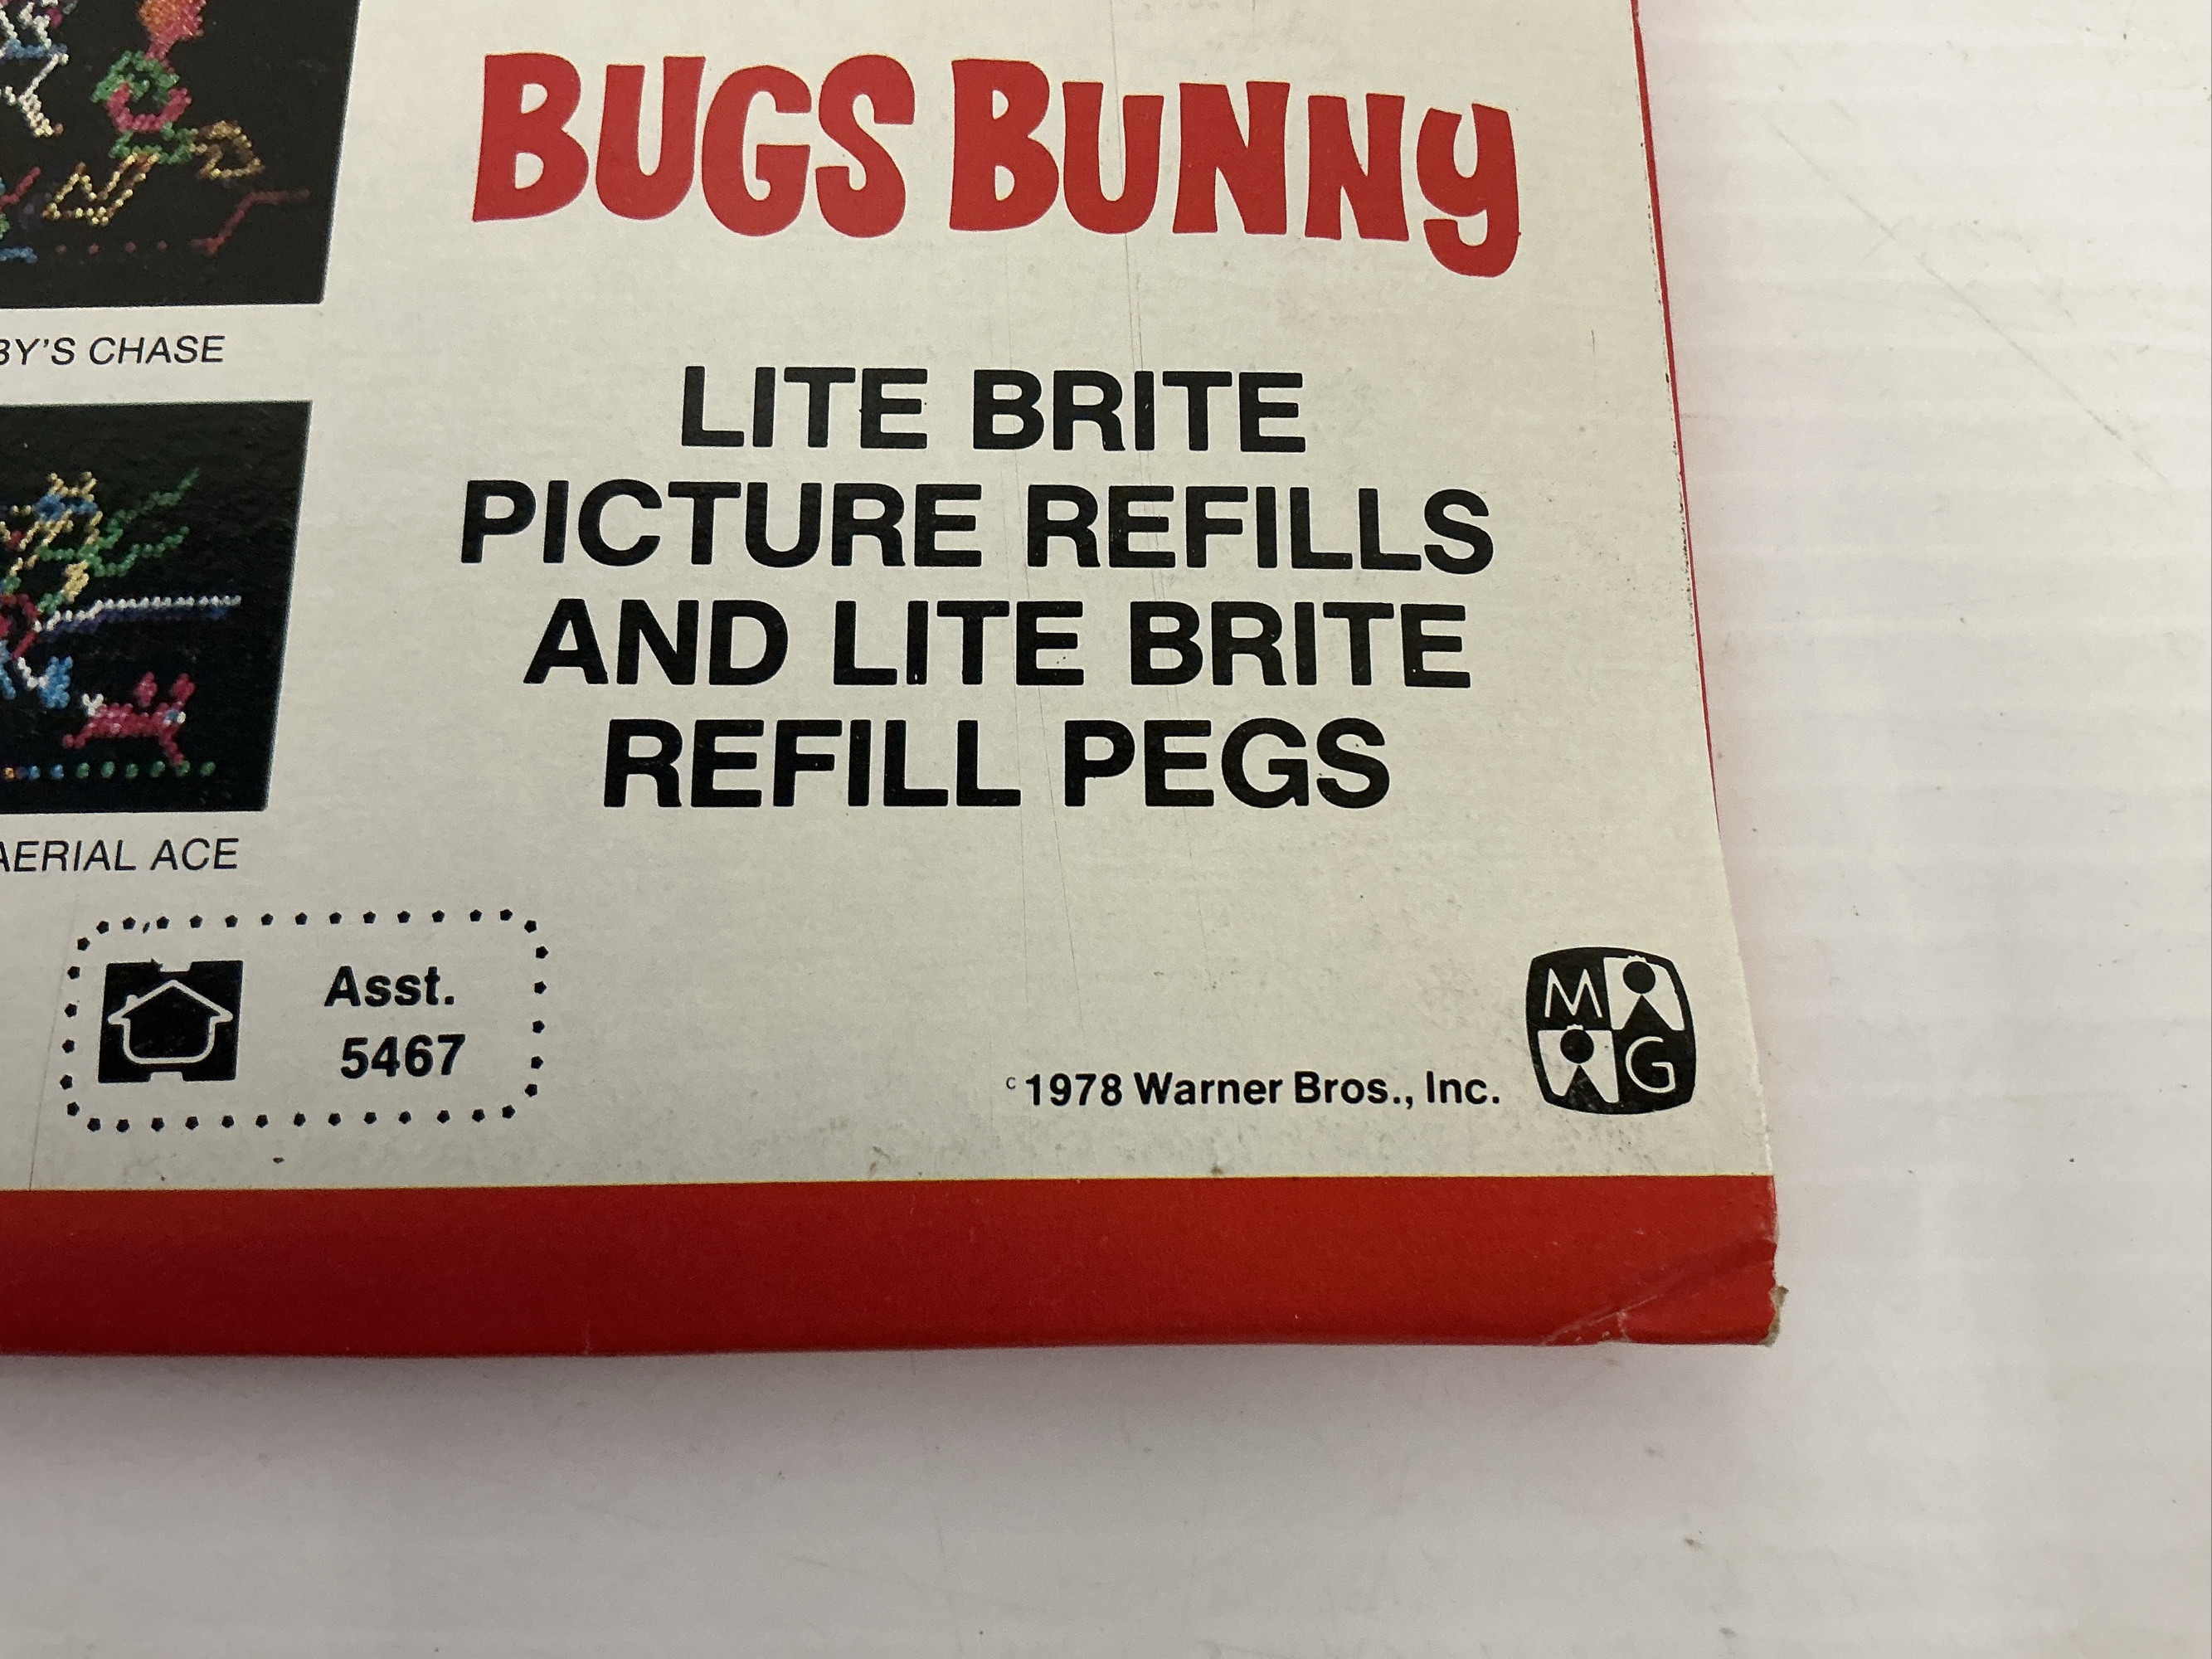 BUGS BUNNY
LITE BRITE
PICTURE REFILLS
AND LITE BRITE
REFILL PEGS
BY'S CHASE
AERIAL ACE
Asst.
5467
© 1978 Warner Bros., Inc.
M
G